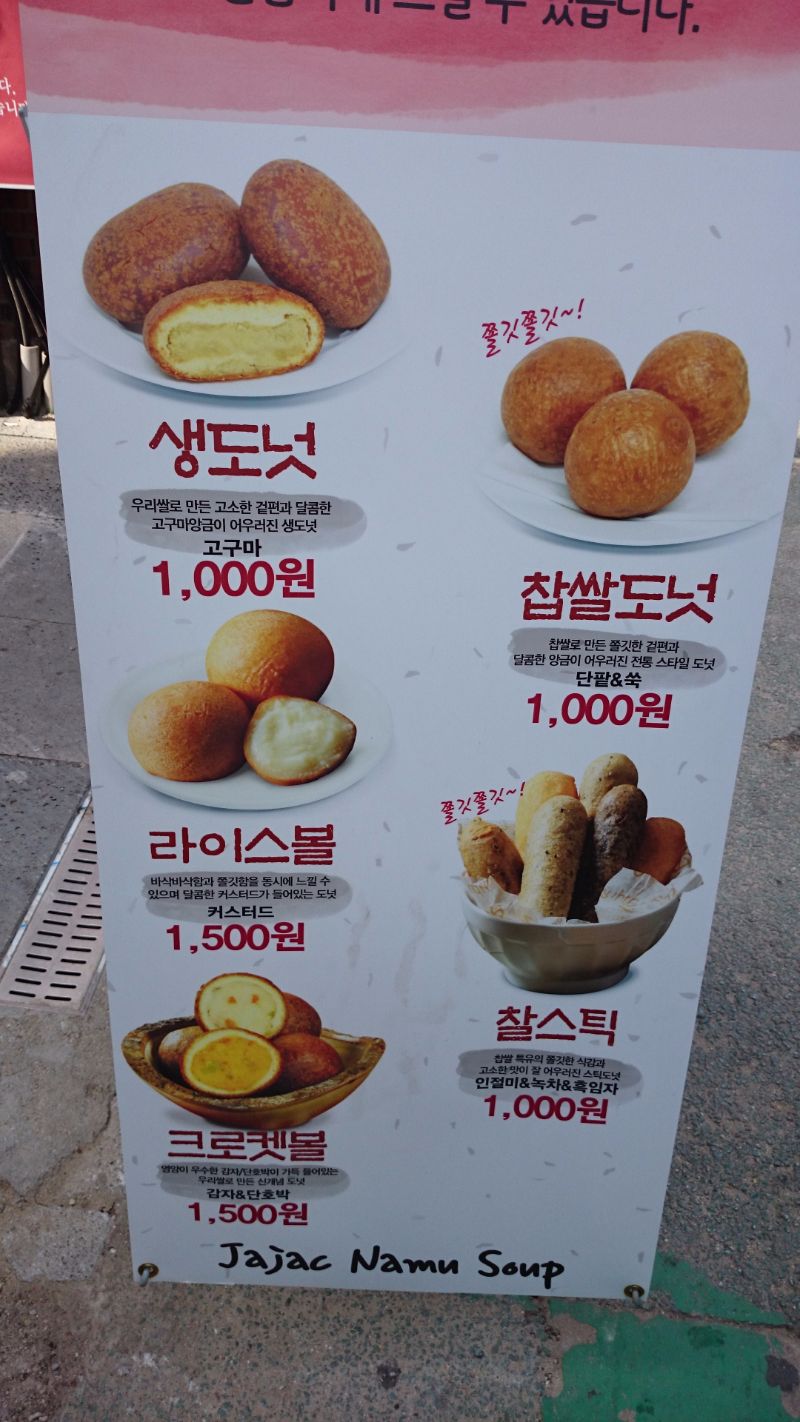 수 있습니다.
다.
생도넛
우리쌀로 만든 고소한 겉편과 달콤한
고구마앙금이 어우러진 생도넛
고구마
1,000원
쫄깃쫄깃~!
찹쌀도넛
찹쌀로 만든 쫄깃한 겉편과
달콤한 앙금이 어우러진 전통 스타일 도넛
단팥&쑥
1,000원
라이스볼
바삭바삭함과 쫄깃함을 동시에 느낄 수
있으며 달콤한 커스터드가 들어있는 도넛
커스터드
1,500원
쫄깃쫄깃~!
찰스틱
찹쌀 특유의 쫄깃한 식감과
고소한 맛이 잘 어우러진 스틱도넛
인절미&녹차&흑임자
1,000원
크로켓볼
영양이 우수한 감자/단호박이 가득 들어있는
우리쌀로 만든 신개념 도넛
감자&단호박
1,500원
Jajac Namu Soup